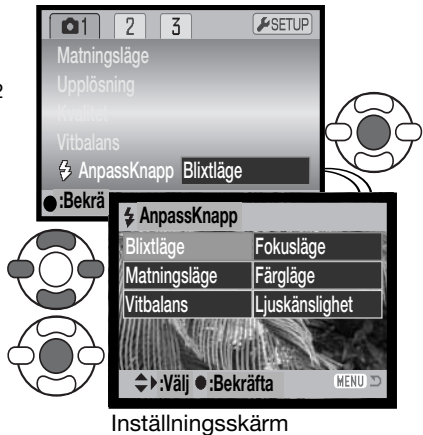 1 2 3 SETUP
Matningsläge
Upplösning
Kvalitet
Vitbalans
AnpassKnapp Blixtläge
:Bekrä
2
AnpassKnapp
Blixtläge Fokusläge
Matningsläge Färgläge
Vitbalans Ljuskänslighet
:Välj :Bekräfta MENU
Inställningsskärm